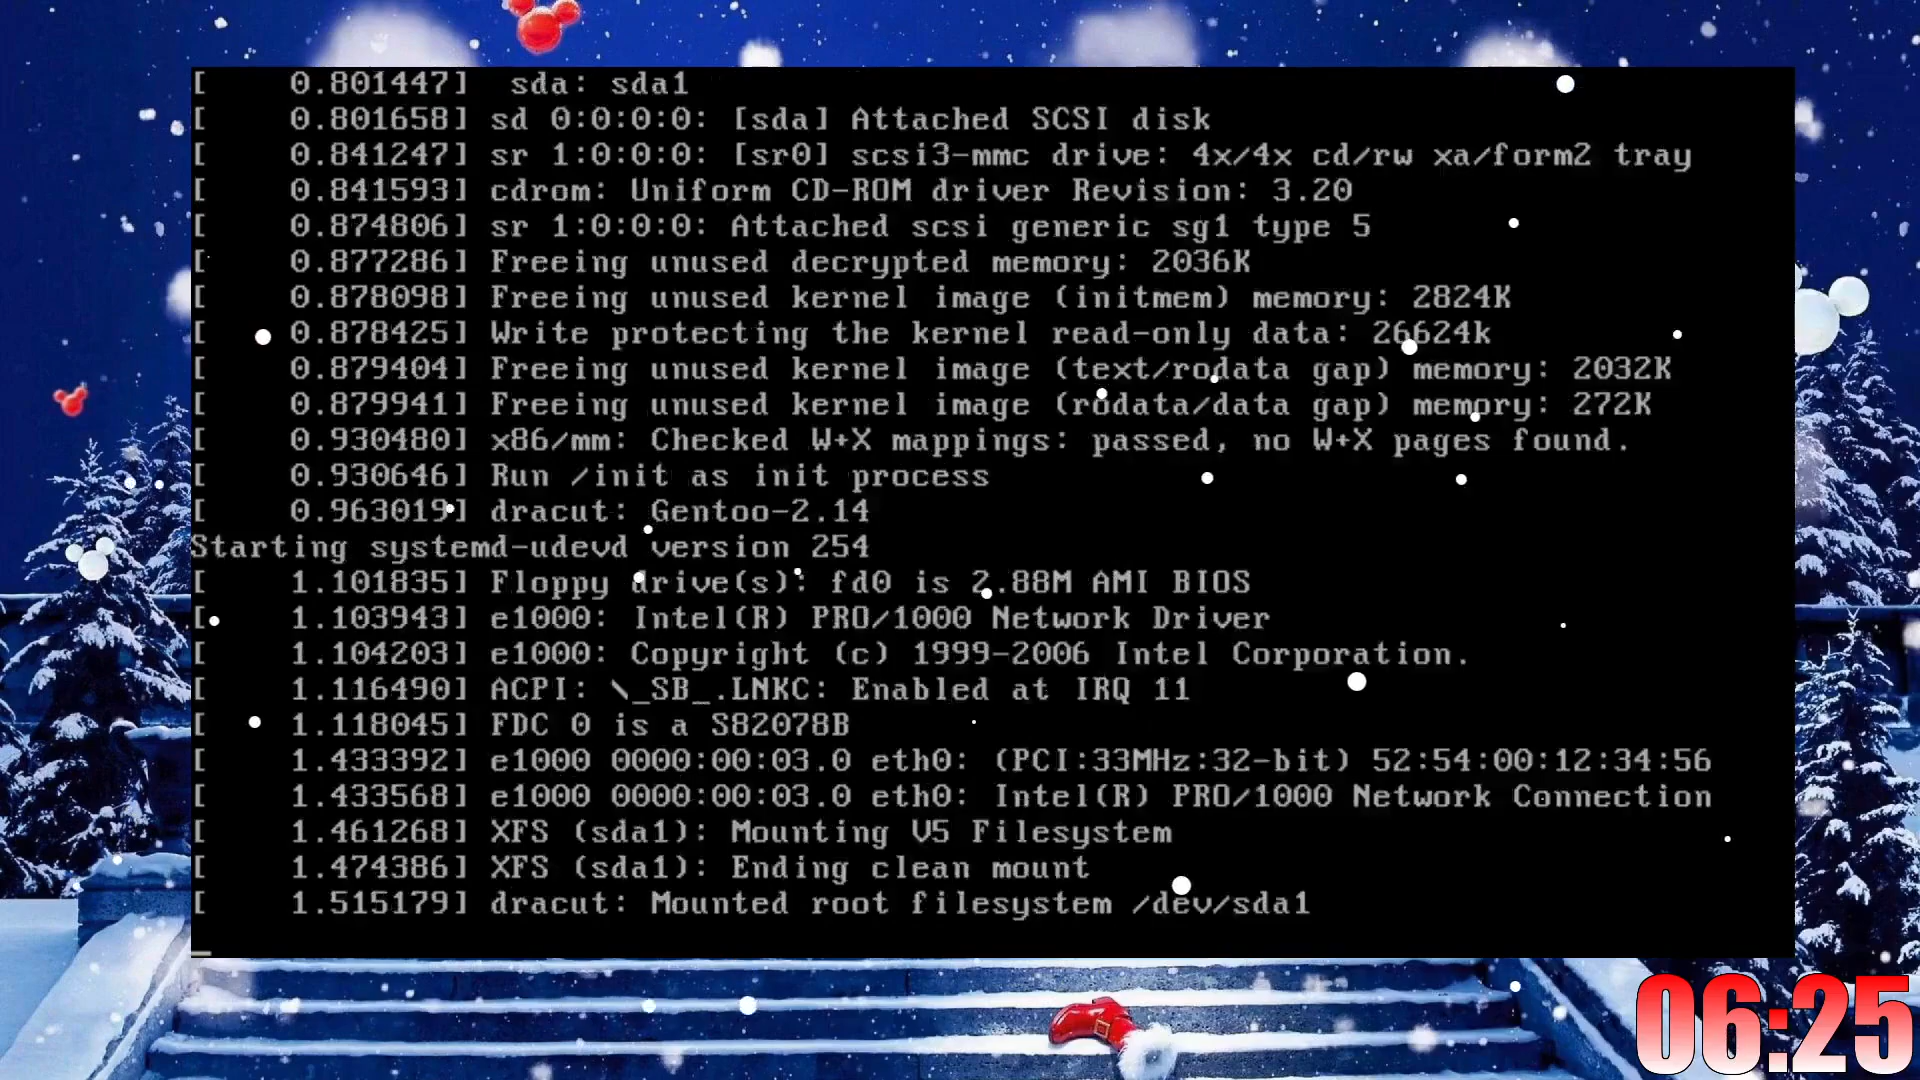 [    0.801447]  sda: sda1
[    0.801658] sd 0:0:0:0: [sda] Attached SCSI disk
[    0.841247] sr 1:0:0:0: [sr0] scsi3-mmc drive: 4x/4x cd/rw xa/form2 tray
[    0.841593] cdrom: Uniform CD-ROM driver Revision: 3.20
[    0.874806] sr 1:0:0:0: Attached scsi generic sg1 type 5
[    0.877286] Freeing unused decrypted memory: 2036K
[    0.878098] Freeing unused kernel image (initmem) memory: 2824K
[    0.878425] Write protecting the kernel read-only data: 26624k
[    0.879404] Freeing unused kernel image (text/rodata gap) memory: 2032K
[    0.879941] Freeing unused kernel image (rodata/data gap) memory: 272K
[    0.930480] x86/mm: Checked W+X mappings: passed, no W+X pages found.
[    0.930646] Run /init as init process
[    0.963019] dracut: Gentoo-2.14
Starting systemd-udevd version 254
[    1.101835] Floppy drive(s): fd0 is 2.88M AMI BIOS
[    1.103943] e1000: Intel(R) PRO/1000 Network Driver
[    1.104203] e1000: Copyright (c) 1999-2006 Intel Corporation.
[    1.116490] ACPI: \_SB_.LNKC: Enabled at IRQ 11
[    1.118045] FDC 0 is a S82078B
[    1.433392] e1000 0000:00:03.0 eth0: (PCI:33MHz:32-bit) 52:54:00:12:34:56
[    1.433568] e1000 0000:00:03.0 eth0: Intel(R) PRO/1000 Network Connection
[    1.461268] XFS (sda1): Mounting V5 Filesystem
[    1.474386] XFS (sda1): Ending clean mount
[    1.515179] dracut: Mounted root filesystem /dev/sda1
06:25